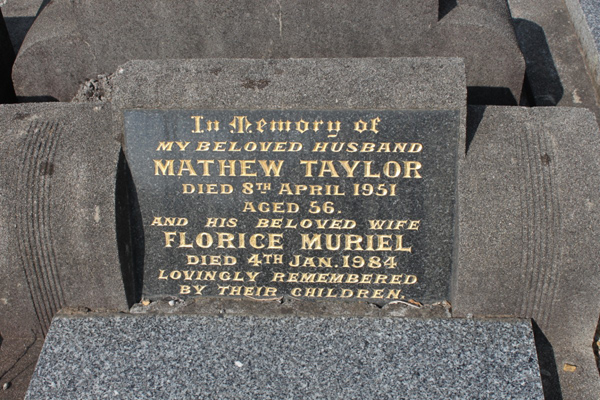 In Memory of
MY BELOVED HUSBAND
MATHEW TAYLOR
DIED 8TH APRIL 1951
AGED 56.
AND HIS BELOVED WIFE
FLORICE MURIEL
DIED 4TH JAN. 1984
LOVINGLY REMEMBERED
BY THEIR CHILDREN.